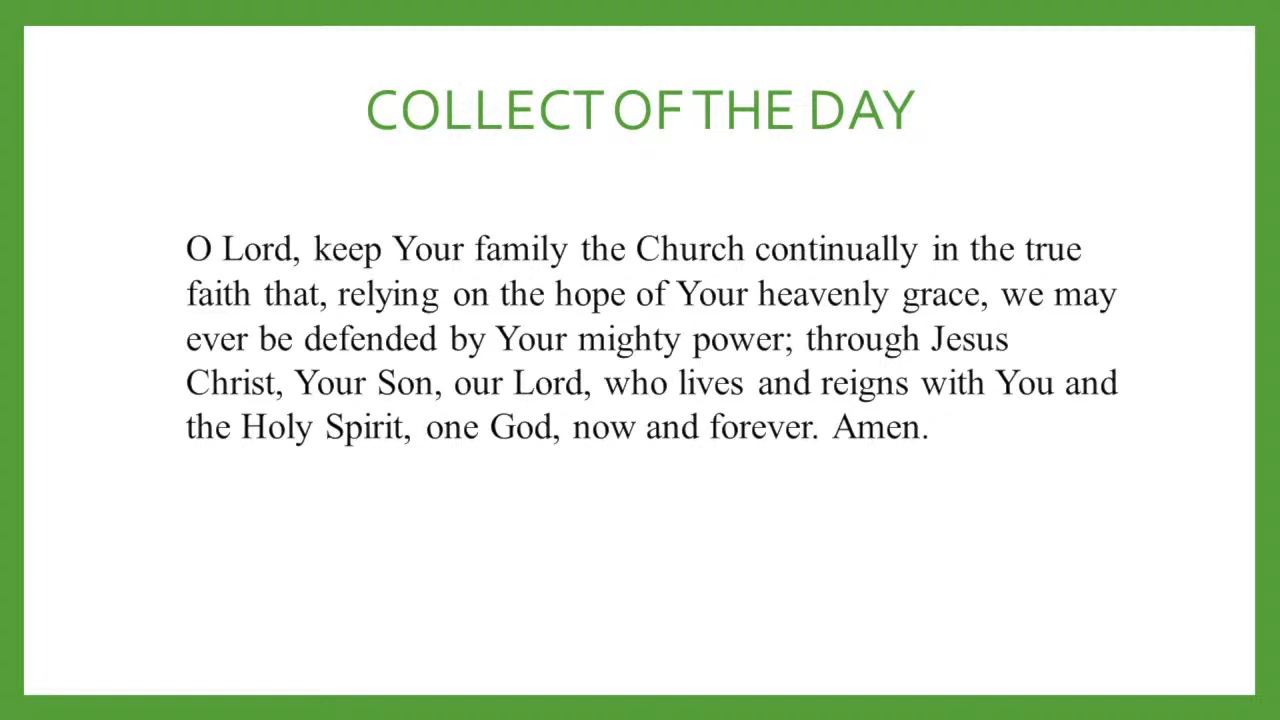 COLLECT OF THE DAY
O Lord, keep Your family the Church continually in the true
faith that, relying on the hope of Your heavenly grace, we may
ever be defended by Your mighty power; through Jesus
Christ, Your Son, our Lord, who lives and reigns with You and
the Holy Spirit, one God, now and forever. Amen.